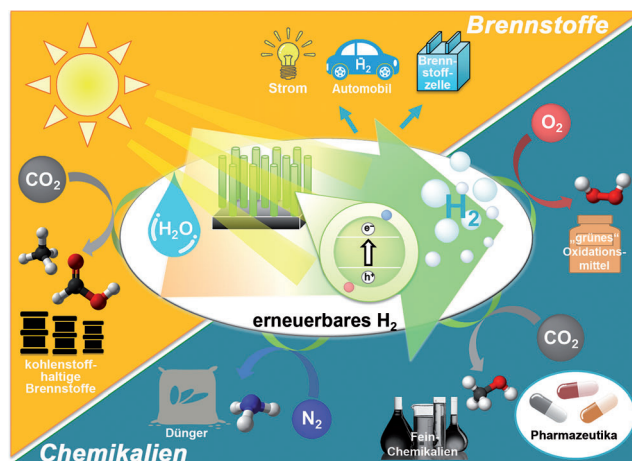 Brennstoffe
Strom
H2
Automobil
Brenn-
stoff-
zelle
CO2
O2
H2O
H2
e–
h+
„grünes“
Oxidations-
mittel
erneuerbares H2
kohlenstoff-
haltige
Brennstoffe
CO2
Dünger
N2
Fein-
Chemikalien
Pharmazeutika
Chemikalien